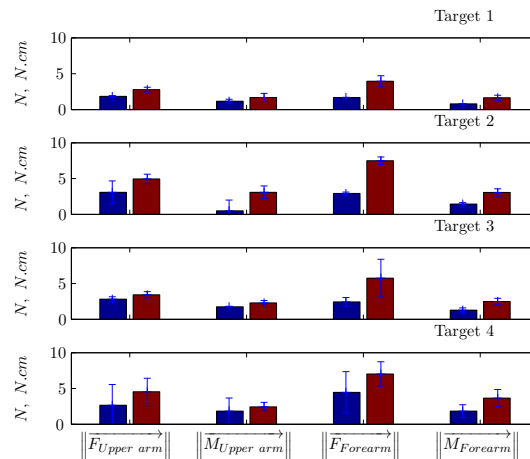 Target 1
10
5
0
N, N.cm
Target 2
10
5
0
N, N.cm
Target 3
10
5
0
N, N.cm
Target 4
10
5
0
N, N.cm
‖F_Upper arm‖ ‖M_Upper arm‖ ‖F_Forearm‖ ‖M_Forearm‖